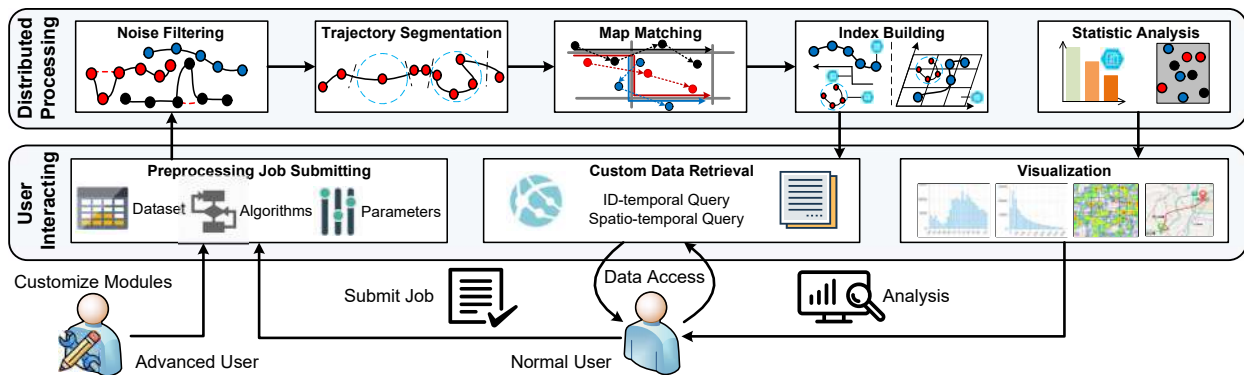 Distributed
Processing
Noise Filtering
Trajectory Segmentation
Map Matching
Index Building
Statistic Analysis
User
Interacting
Preprocessing Job Submitting
Dataset
Algorithms
Parameters
Custom Data Retrieval
ID-temporal Query
Spatio-temporal Query
Visualization
Customize Modules
Submit Job
Data Access
Analysis
Advanced User
Normal User